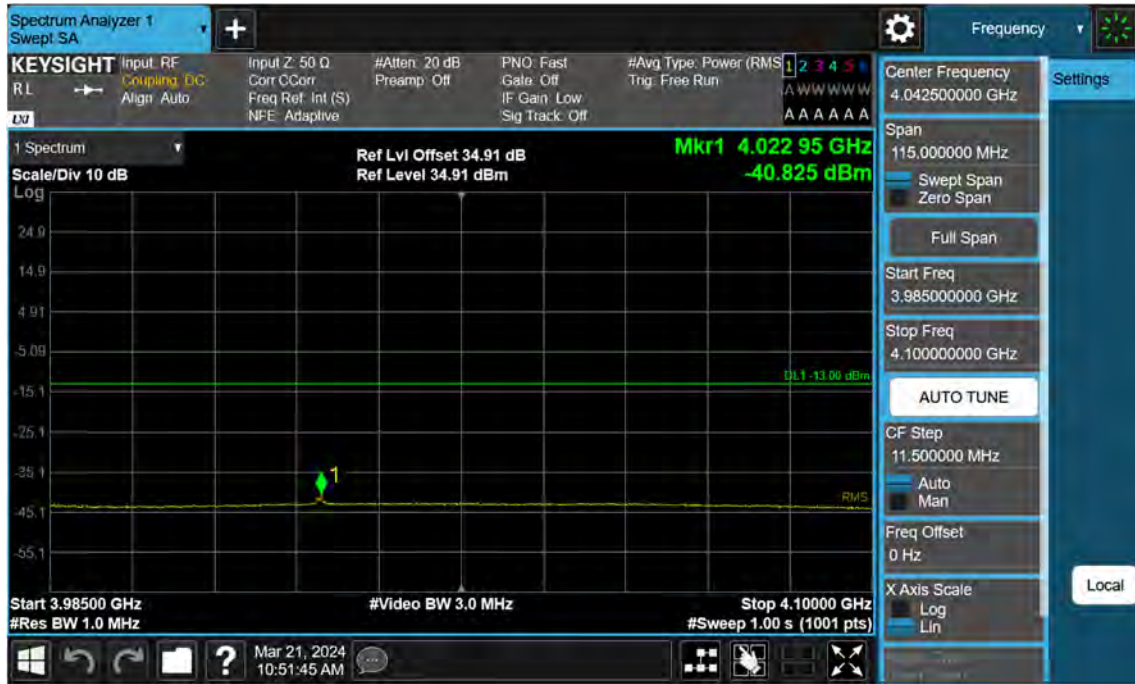 Spectrum Analyzer 1
Swept SA
+
Frequency
KEYSIGHT
RL
LXI
Input: RF
Coupling: DC
Align: Auto
Input Z: 50 Ω
Corr CCorr
Freq Ref: Int (S)
NFE: Adaptive
#Atten: 20 dB
Preamp: Off
PNO: Fast
Gate: Off
IF Gain: Low
Sig Track: Off
#Avg Type: Power (RMS
Trig: Free Run
1 2 3 4 5 6
A W W W W W
A A A A A A
1 Spectrum
Scale/Div 10 dB
Log
Ref Lvl Offset 34.91 dB
Ref Level 34.91 dBm
Mkr1 4.022 95 GHz
-40.825 dBm
24.9
14.9
4.91
-5.09
-15.1
-25.1
-35.1
-45.1
-55.1
DL1 -13.00 dBm
1
RMS
Start 3.98500 GHz
#Res BW 1.0 MHz
#Video BW 3.0 MHz
Stop 4.10000 GHz
#Sweep 1.00 s (1001 pts)
Center Frequency
4.042500000 GHz
Span
115.000000 MHz
Swept Span
Zero Span
Full Span
Start Freq
3.985000000 GHz
Stop Freq
4.100000000 GHz
AUTO TUNE
CF Step
11.500000 MHz
Auto
Man
Freq Offset
0 Hz
X Axis Scale
Log
Lin
Settings
Local
?
Mar 21, 2024
10:51:45 AM